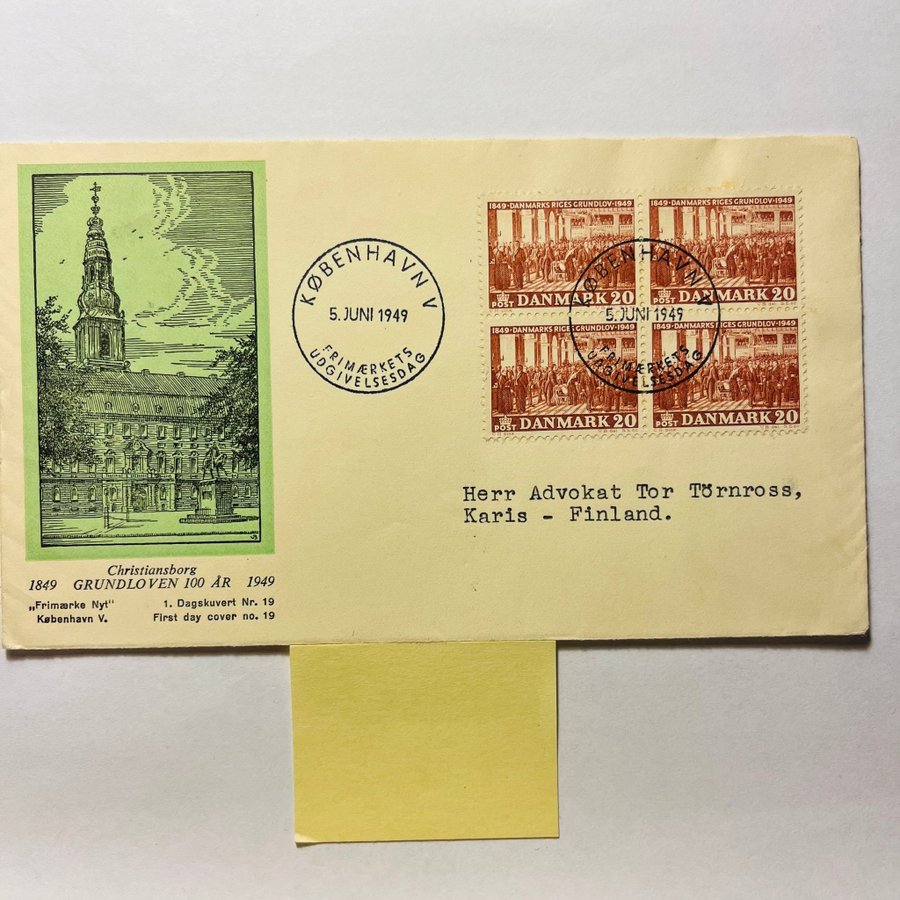 1849-DANMARKS RIGES GRUNDLOV-1949
POST DANMARK 20
1849-DANMARKS RIGES GRUNDLOV-1949
POST DANMARK 20
1849-DANMARKS RIGES GRUNDLOV-1949
POST DANMARK 20
1849-DANMARKS RIGES GRUNDLOV-1949
POST DANMARK 20
KØBENHAVN V
5. JUNI 1949
FRIMÆRKETS
UDGIVELSESDAG
KØBENHAVN V
5. JUNI 1949
FRIMÆRKETS
UDGIVELSESDAG
Herr Advokat Tor Törnross,
Karis - Finland.
Christiansborg
1849 GRUNDLOVEN 100 ÅR 1949
„Frimærke Nyt" 1. Dagskuvert Nr. 19
København V. First day cover no. 19